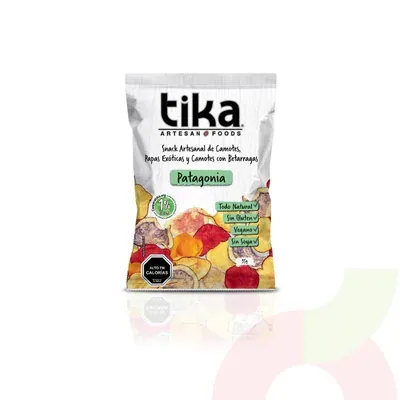 tika
ARTESAN FOODS
Snack Artesanal de Camotes,
Papas Exóticas y Camotes con Betarragas
Patagonia
1%
Todo Natural
Sin Gluten
Vegano
Sin Soya
ALTO EN
CALORÍAS